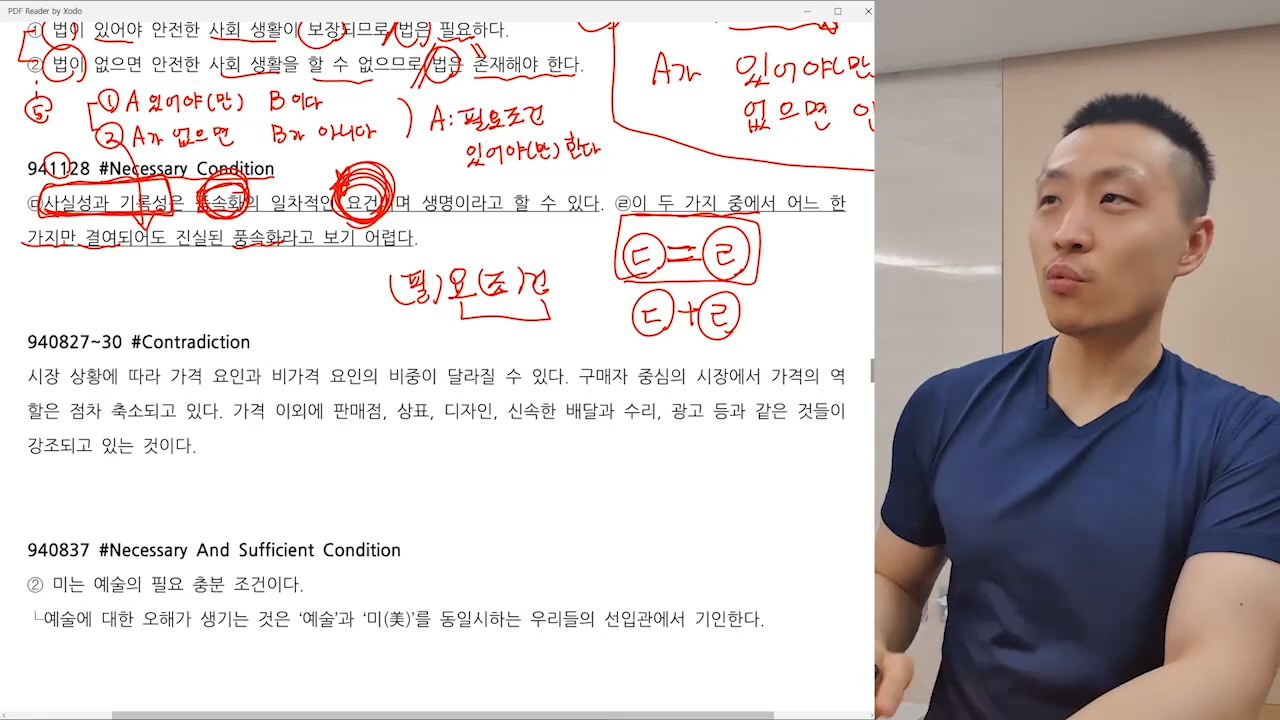 PDF Reader by Xodo
① 법이 있어야 안전한 사회 생활이 보장되므로 법은 필요하다.
② 법이 없으면 안전한 사회 생활을 할 수 없으므로 법은 존재해야 한다.
① A 있어야(만) B이다
② A가 없으면 B가 아니다
A: 필요조건
있어야(만) 한다
A가 있어야(만
없으면
941128 #Necessary Condition
㉢사실성과 기록성은 풍속화의 일차적인 요건이며 생명이라고 할 수 있다. ㉣이 두 가지 중에서 어느 한
가지만 결여되어도 진실된 풍속화라고 보기 어렵다.
ㄷ = ㄹ
(필)요(조)건
ㄷ + ㄹ
940827~30 #Contradiction
시장 상황에 따라 가격 요인과 비가격 요인의 비중이 달라질 수 있다. 구매자 중심의 시장에서 가격의 역
할은 점차 축소되고 있다. 가격 이외에 판매점, 상표, 디자인, 신속한 배달과 수리, 광고 등과 같은 것들이
강조되고 있는 것이다.
940837 #Necessary And Sufficient Condition
② 미는 예술의 필요 충분 조건이다.
└예술에 대한 오해가 생기는 것은 ‘예술’과 ‘미(美)’를 동일시하는 우리들의 선입관에서 기인한다.